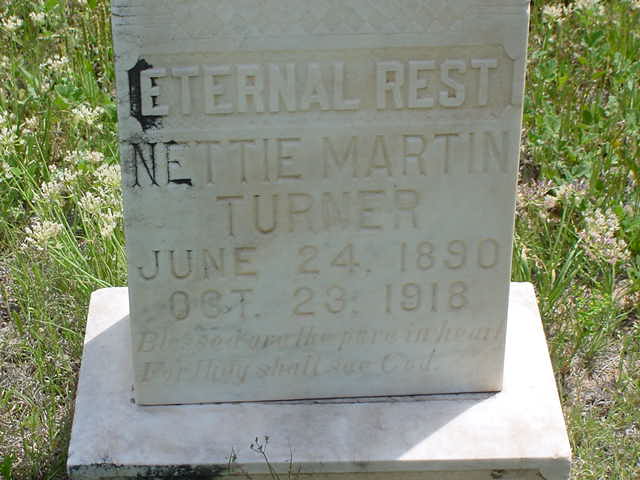 ETERNAL REST
NETTIE MARTIN
TURNER
JUNE 24, 1890
OCT. 23, 1918
Blessed are the pure in heart
For they shall see God.